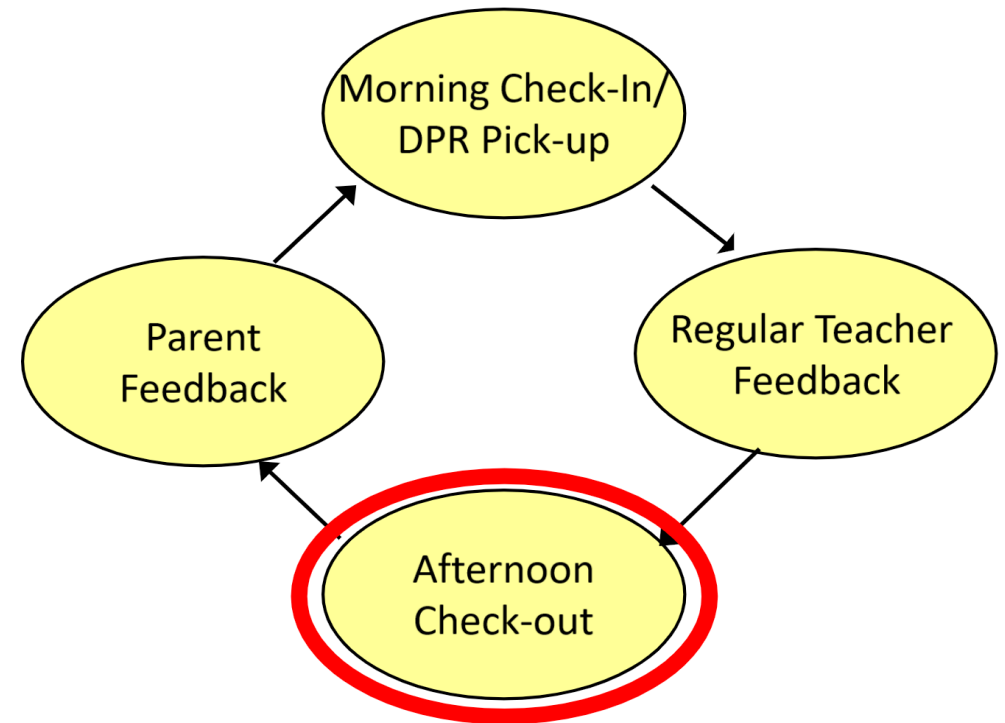 Morning Check-In/
DPR Pick-up
Regular Teacher
Feedback
Afternoon
Check-out
Parent
Feedback